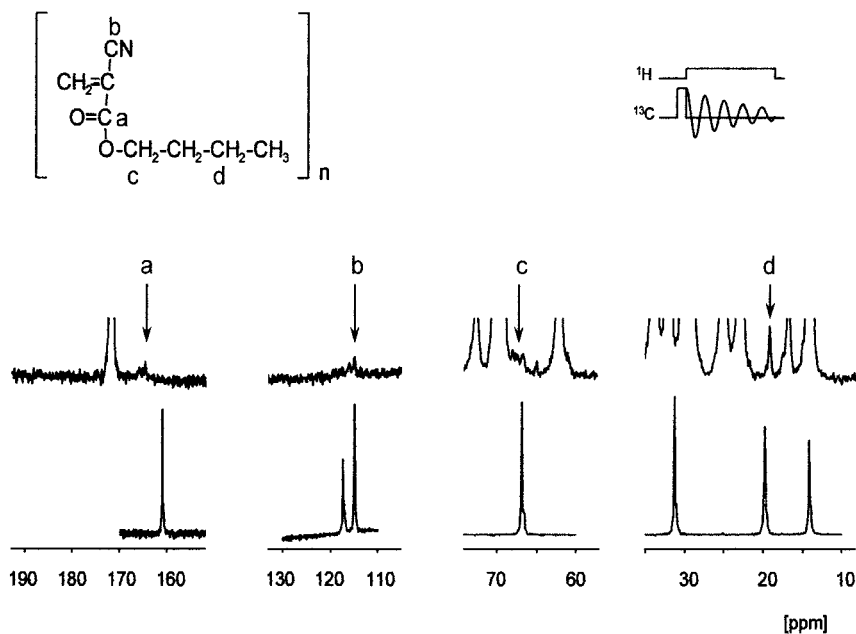 b
CN
CH2=C
O=C a
O-CH2-CH2-CH2-CH3
c d
n
1H
13C
a b c d
190 180 170 160 130 120 110 70 60 30 20 10
[ppm]